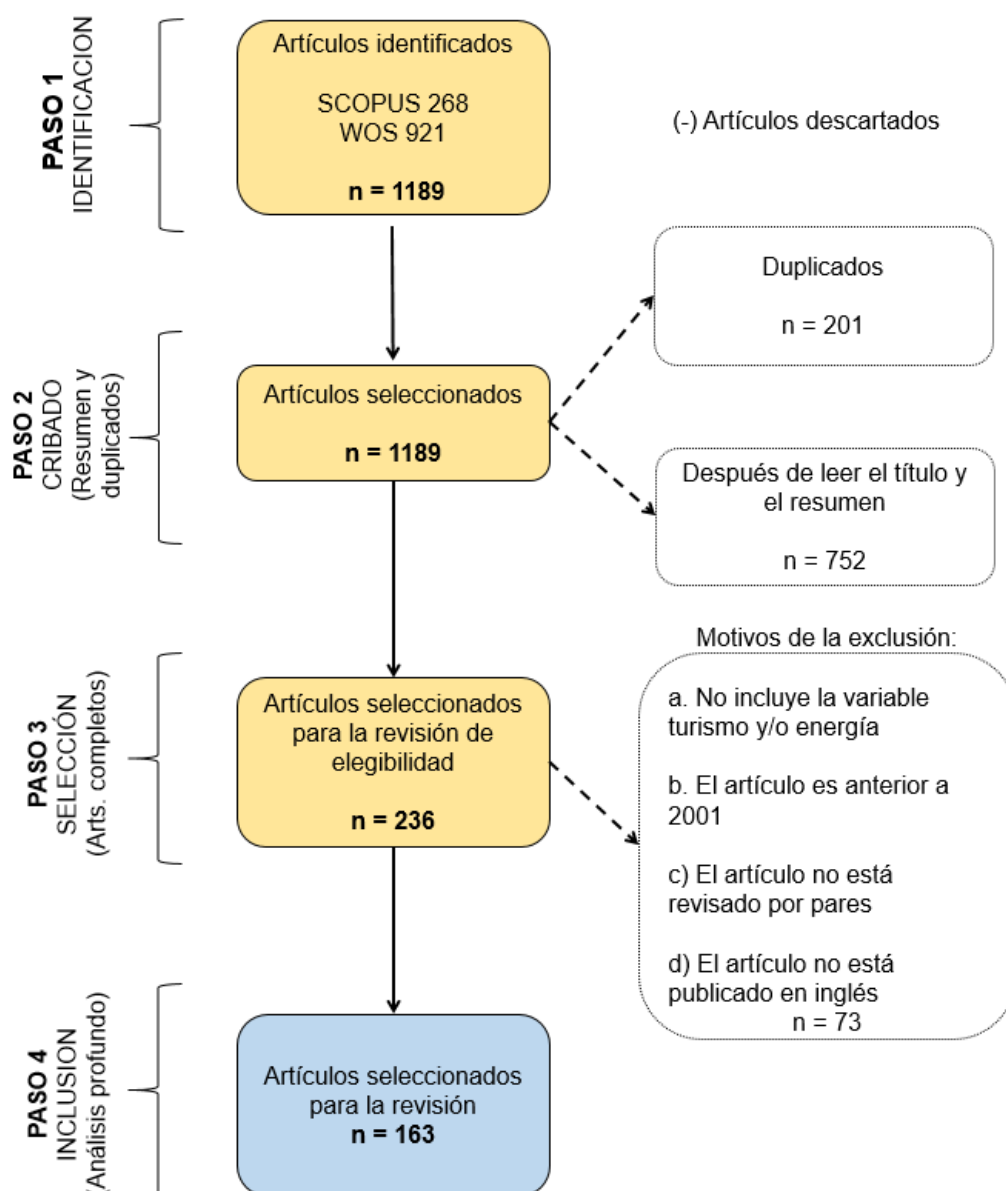 PASO 1
IDENTIFICACION
Artículos identificados
SCOPUS 268
WOS 921
n = 1189
(-) Artículos descartados
PASO 2
CRIBADO
(Resumen y
duplicados)
Artículos seleccionados
n = 1189
Duplicados
n = 201
Después de leer el título y
el resumen
n = 752
PASO 3
SELECCIÓN
(Arts. completos)
Artículos seleccionados
para la revisión de
elegibilidad
n = 236
Motivos de la exclusión:
a. No incluye la variable
turismo y/o energía
b. El artículo es anterior a
2001
c) El artículo no está
revisado por pares
d) El artículo no está
publicado en inglés
n = 73
PASO 4
INCLUSION
(Análisis profundo)
Artículos seleccionados
para la revisión
n = 163